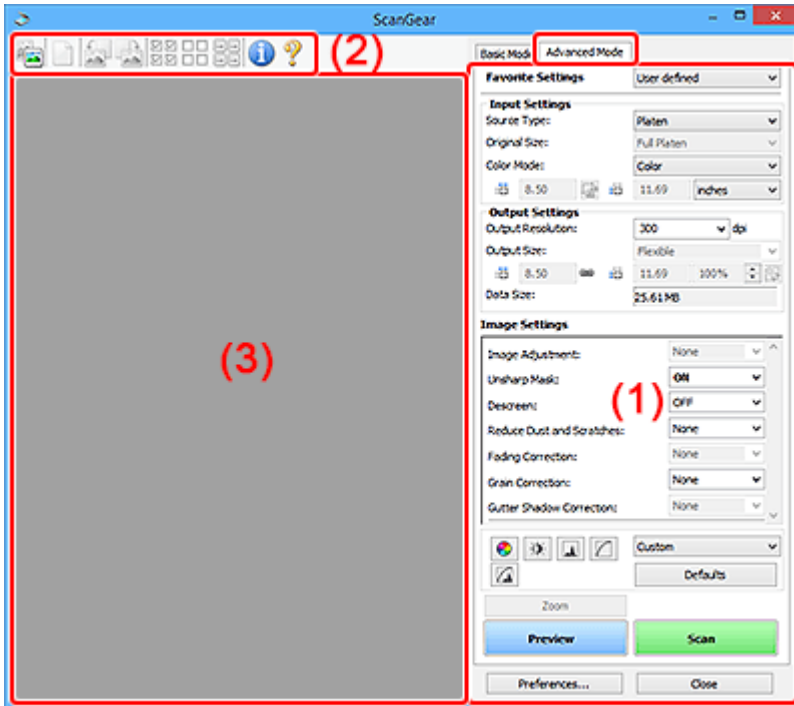 ScanGear
(2)
Basic Mode Advanced Mode
Favorite Settings User defined
Input Settings
Source Type: Platen
Original Size: Full Platen
Color Mode: Color
8.50 11.69 inches
Output Settings
Output Resolution: 300 dpi
Output Size: Flexible
8.50 11.69 100%
Data Size: 25.61 MB
Image Settings
(3)
Image Adjustment: None
Unsharp Mask: ON
(1)
Descreen: OFF
Reduce Dust and Scratches: None
Fading Correction: None
Grain Correction: None
Gutter Shadow Correction: None
Custom
Defaults
Zoom
Preview Scan
Preferences... Close